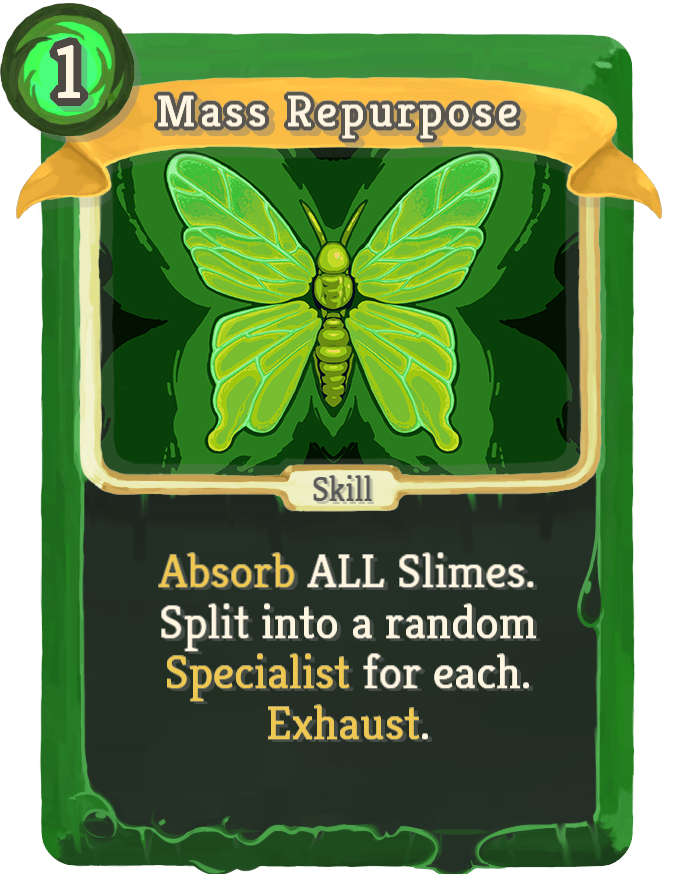 1
Mass Repurpose
Skill
Absorb ALL Slimes.
Split into a random
Specialist for each.
Exhaust.